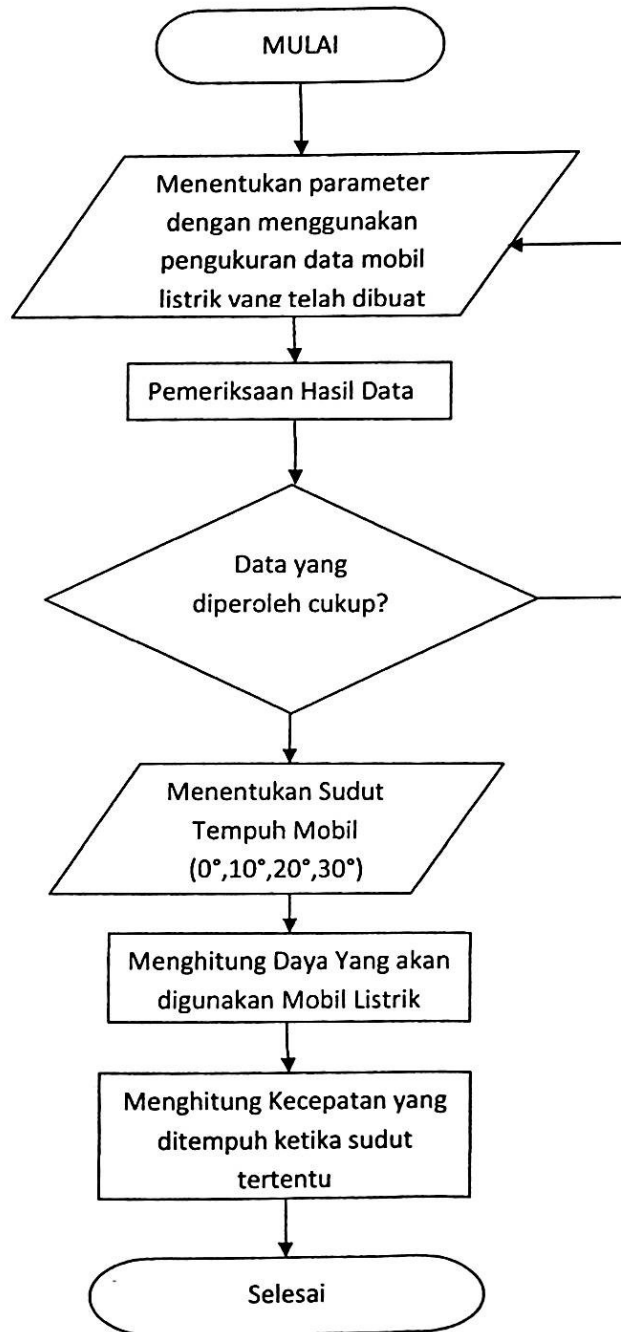 MULAI
Menentukan parameter
dengan menggunakan
pengukuran data mobil
listrik yang telah dibuat
Pemeriksaan Hasil Data
Data yang
diperoleh cukup?
Menentukan Sudut
Tempuh Mobil
(0°,10°,20°,30°)
Menghitung Daya Yang akan
digunakan Mobil Listrik
Menghitung Kecepatan yang
ditempuh ketika sudut
tertentu
Selesai